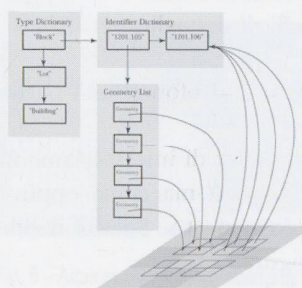 Type Dictionary
Identifier Dictionary
"Block"
"1201.105"
"1201.106"
"Lot"
"Building"
Geometry List
Geometry
Geometry
Geometry
Geometry